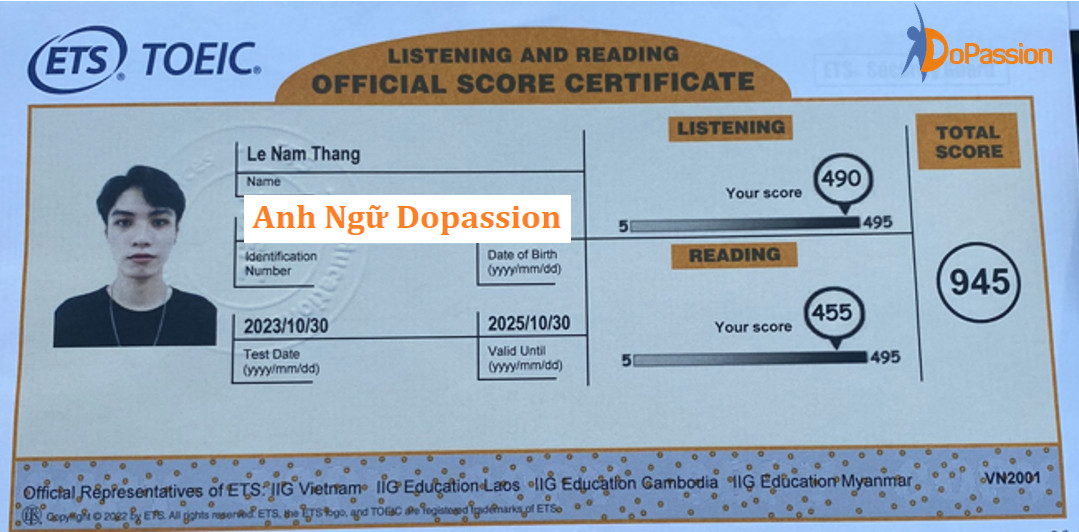 ETS® TOEIC®
LISTENING AND READING
OFFICIAL SCORE CERTIFICATE
DoPassion
Le Nam Thang
Name
Anh Ngữ Dopassion
Identification
Number
Date of Birth
(yyyy/mm/dd)
2023/10/30
Test Date
(yyyy/mm/dd)
2025/10/30
Valid Until
(yyyy/mm/dd)
LISTENING
Your score
490
5
495
READING
Your score
455
5
495
TOTAL
SCORE
945
Official Representatives of ETS: IIG Vietnam IIG Education Laos IIG Education Cambodia IIG Education Myanmar
VN2001
Copyright © 2022 by ETS. All rights reserved. ETS, the ETS logo, and TOEIC are registered trademarks of ETS.